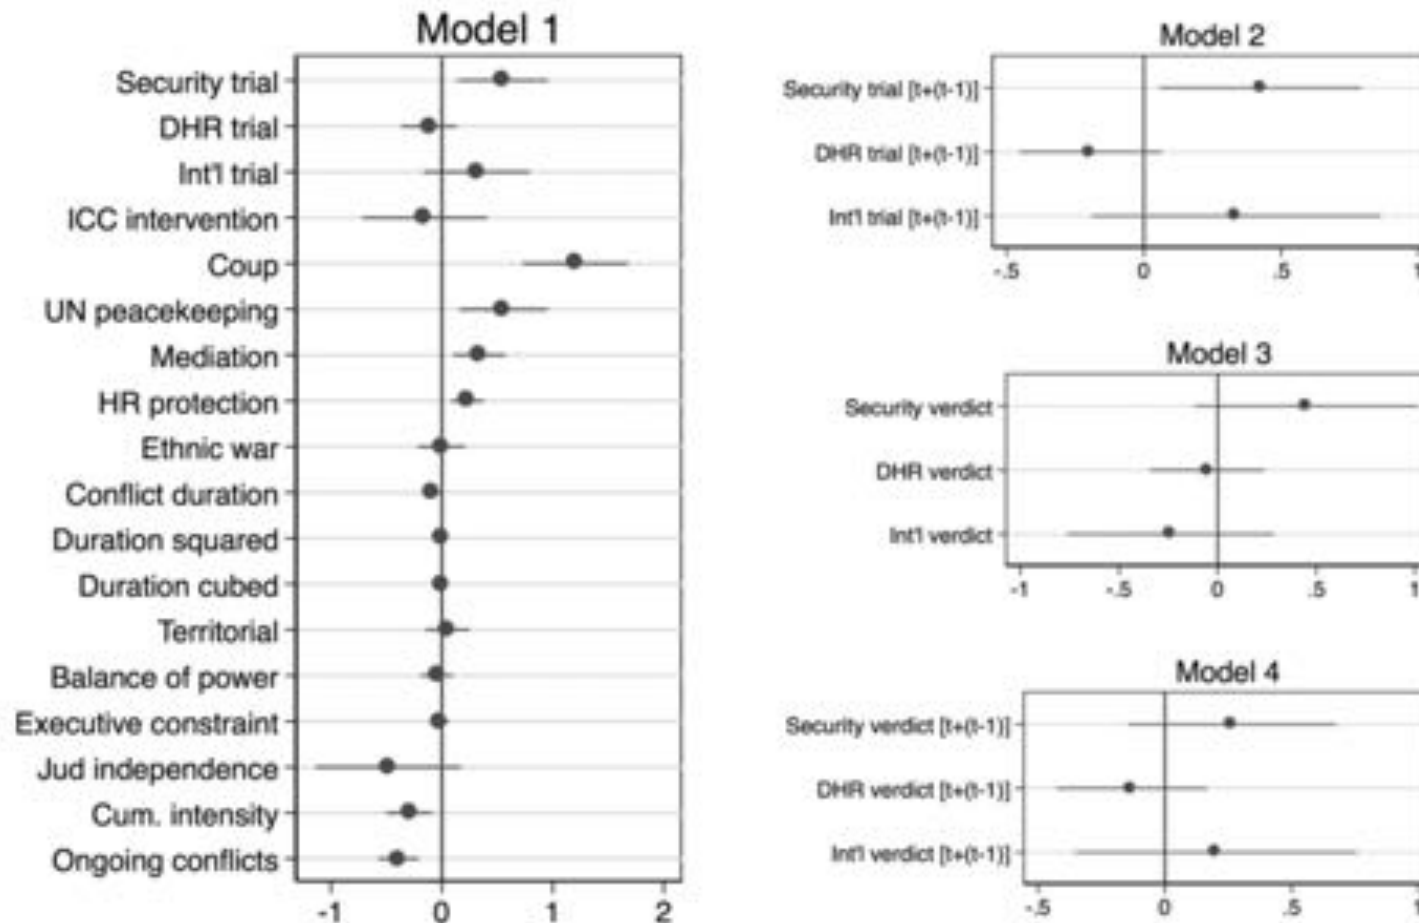 Model 1
Security trial
DHR trial
Int'l trial
ICC intervention
Coup
UN peacekeeping
Mediation
HR protection
Ethnic war
Conflict duration
Duration squared
Duration cubed
Territorial
Balance of power
Executive constraint
Jud independence
Cum. intensity
Ongoing conflicts
-1 0 1 2
Model 2
Security trial [t+(t-1)]
DHR trial [t+(t-1)]
Int'l trial [t+(t-1)]
-.5 0 .5 1
Model 3
Security verdict
DHR verdict
Int'l verdict
-1 -.5 0 .5 1
Model 4
Security verdict [t+(t-1)]
DHR verdict [t+(t-1)]
Int'l verdict [t+(t-1)]
-.5 0 .5 1